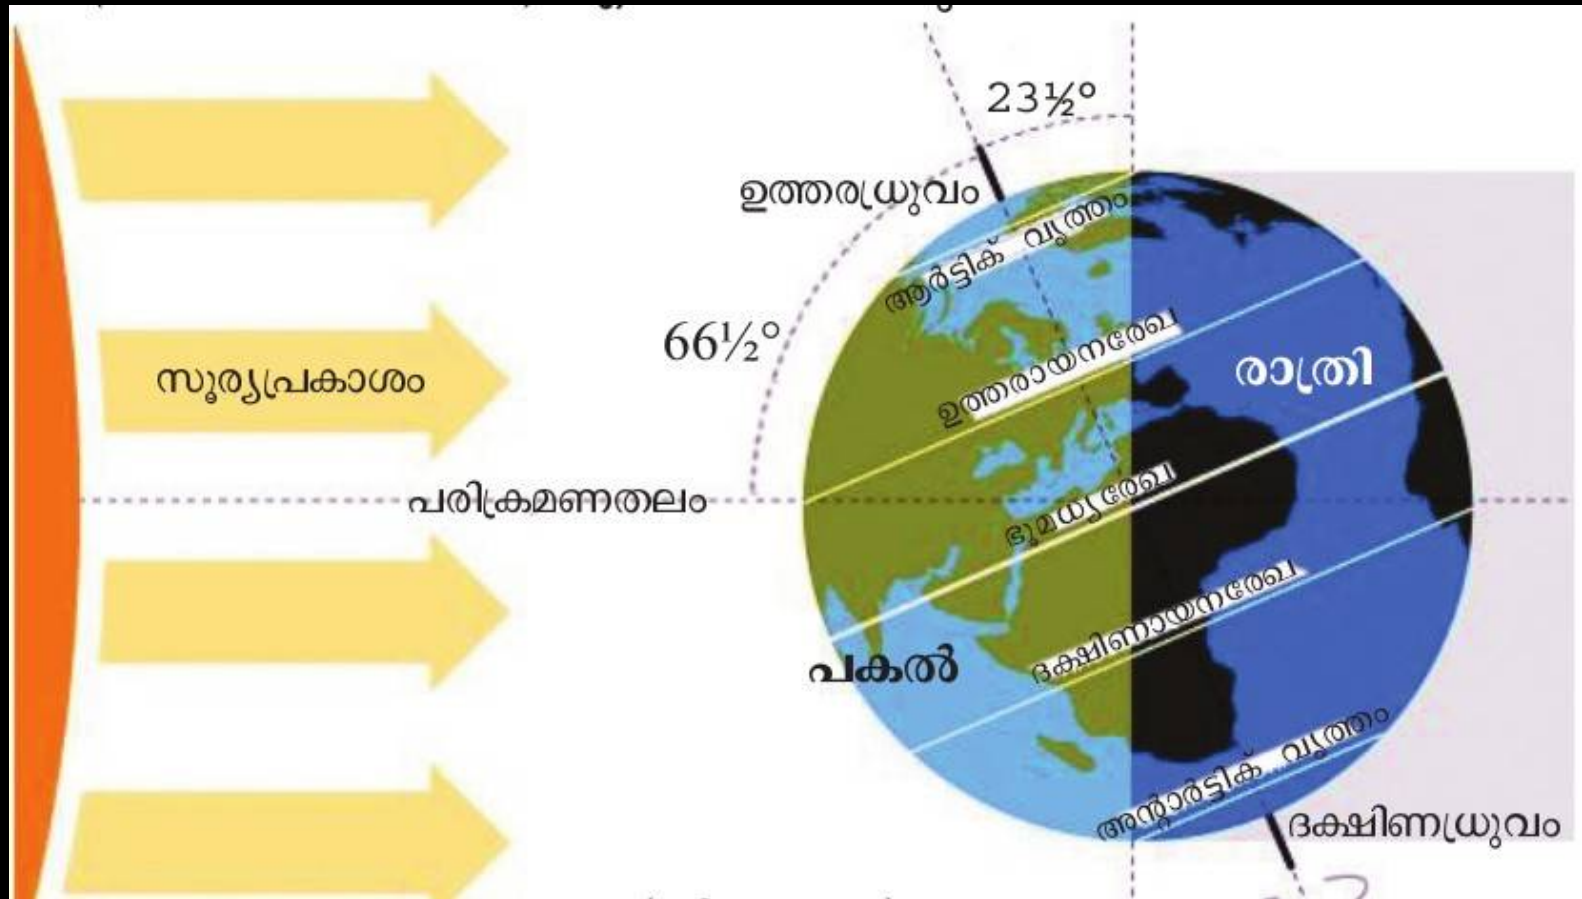 23½°
ഉത്തരധ്രുവം
ആർട്ടിക് വൃത്തം
66½°
ഉത്തരായനരേഖ
രാത്രി
സൂര്യപ്രകാശം
പരിക്രമണതലം
ഭൂമധ്യരേഖ
ദക്ഷിണായനരേഖ
പകൽ
അന്റാർട്ടിക് വൃത്തം
ദക്ഷിണധ്രുവം